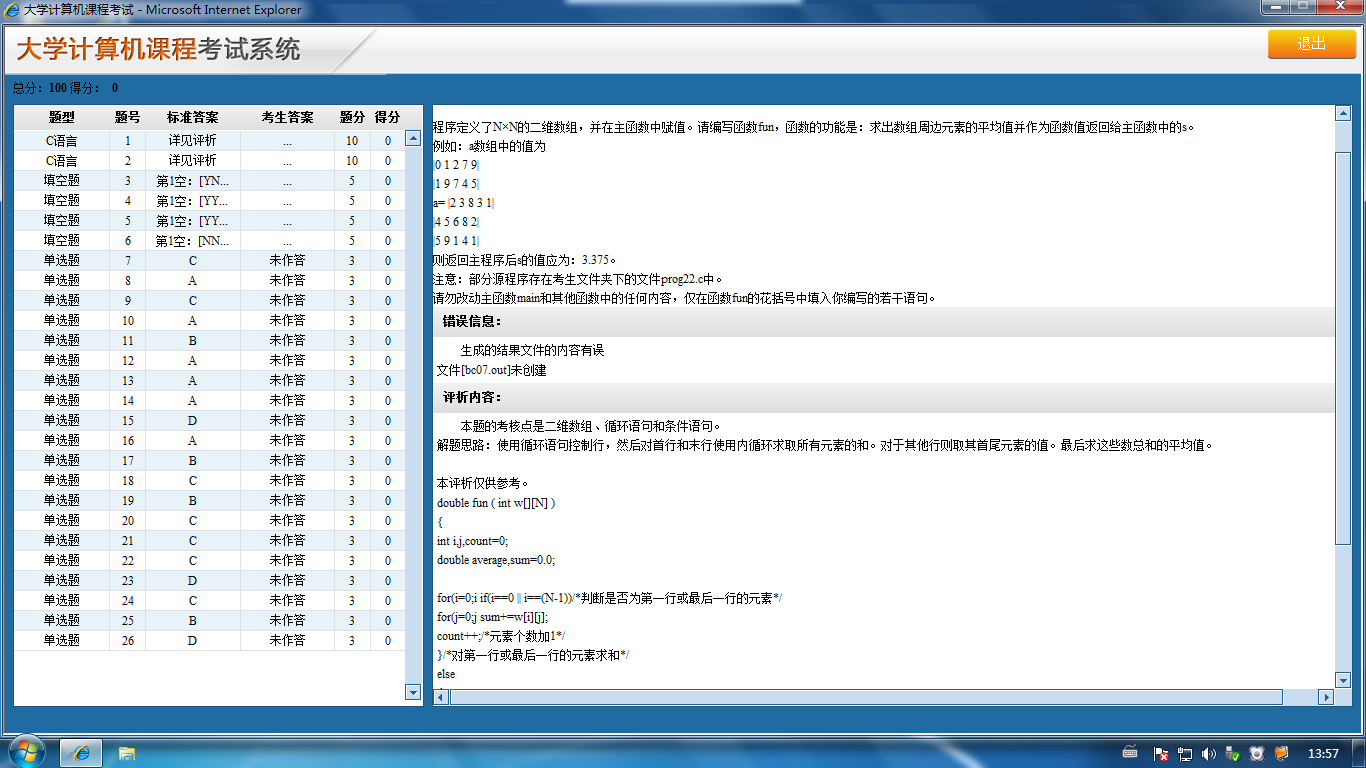 大学计算机课程考试 - Microsoft Internet Explorer
大学计算机课程考试系统
退出
总分：100 得分： 0
题型 题号 标准答案 考生答案 题分 得分
C语言 1 详见评析 ... 10 0
C语言 2 详见评析 ... 10 0
填空题 3 第1空：[YN... ... 5 0
填空题 4 第1空：[YY... ... 5 0
填空题 5 第1空：[YY... ... 5 0
填空题 6 第1空：[NN... ... 5 0
单选题 7 C 未作答 3 0
单选题 8 A 未作答 3 0
单选题 9 C 未作答 3 0
单选题 10 A 未作答 3 0
单选题 11 B 未作答 3 0
单选题 12 A 未作答 3 0
单选题 13 A 未作答 3 0
单选题 14 A 未作答 3 0
单选题 15 D 未作答 3 0
单选题 16 A 未作答 3 0
单选题 17 B 未作答 3 0
单选题 18 C 未作答 3 0
单选题 19 B 未作答 3 0
单选题 20 C 未作答 3 0
单选题 21 C 未作答 3 0
单选题 22 C 未作答 3 0
单选题 23 D 未作答 3 0
单选题 24 C 未作答 3 0
单选题 25 B 未作答 3 0
单选题 26 D 未作答 3 0
程序定义了N×N的二维数组，并在主函数中赋值。请编写函数fun，函数的功能是：求出数组周边元素的平均值并作为函数值返回给主函数中的s。
例如：a数组中的值为
|0 1 2 7 9|
|1 9 7 4 5|
a= |2 3 8 3 1|
|4 5 6 8 2|
|5 9 1 4 1|
则返回主程序后s的值应为：3.375。
注意：部分源程序存在考生文件夹下的文件prog22.c中。
请勿改动主函数main和其他函数中的任何内容，仅在函数fun的花括号中填入你编写的若干语句。
错误信息：
生成的结果文件的内容有误
文件[bc07.out]未创建
评析内容：
本题的考核点是二维数组、循环语句和条件语句。
解题思路：使用循环语句控制行，然后对首行和末行使用内循环求取所有元素的和。对于其他行则取其首尾元素的值。最后求这些数总和的平均值。
本评析仅供参考。
double fun ( int w[][N] )
{
int i,j,count=0;
double average,sum=0.0;
for(i=0;i if(i==0 || i==(N-1))/*判断是否为第一行或最后一行的元素*/
for(j=0;j sum+=w[i][j];
count++;/*元素个数加1*/
}/*对第一行或最后一行的元素求和*/
else
13:57